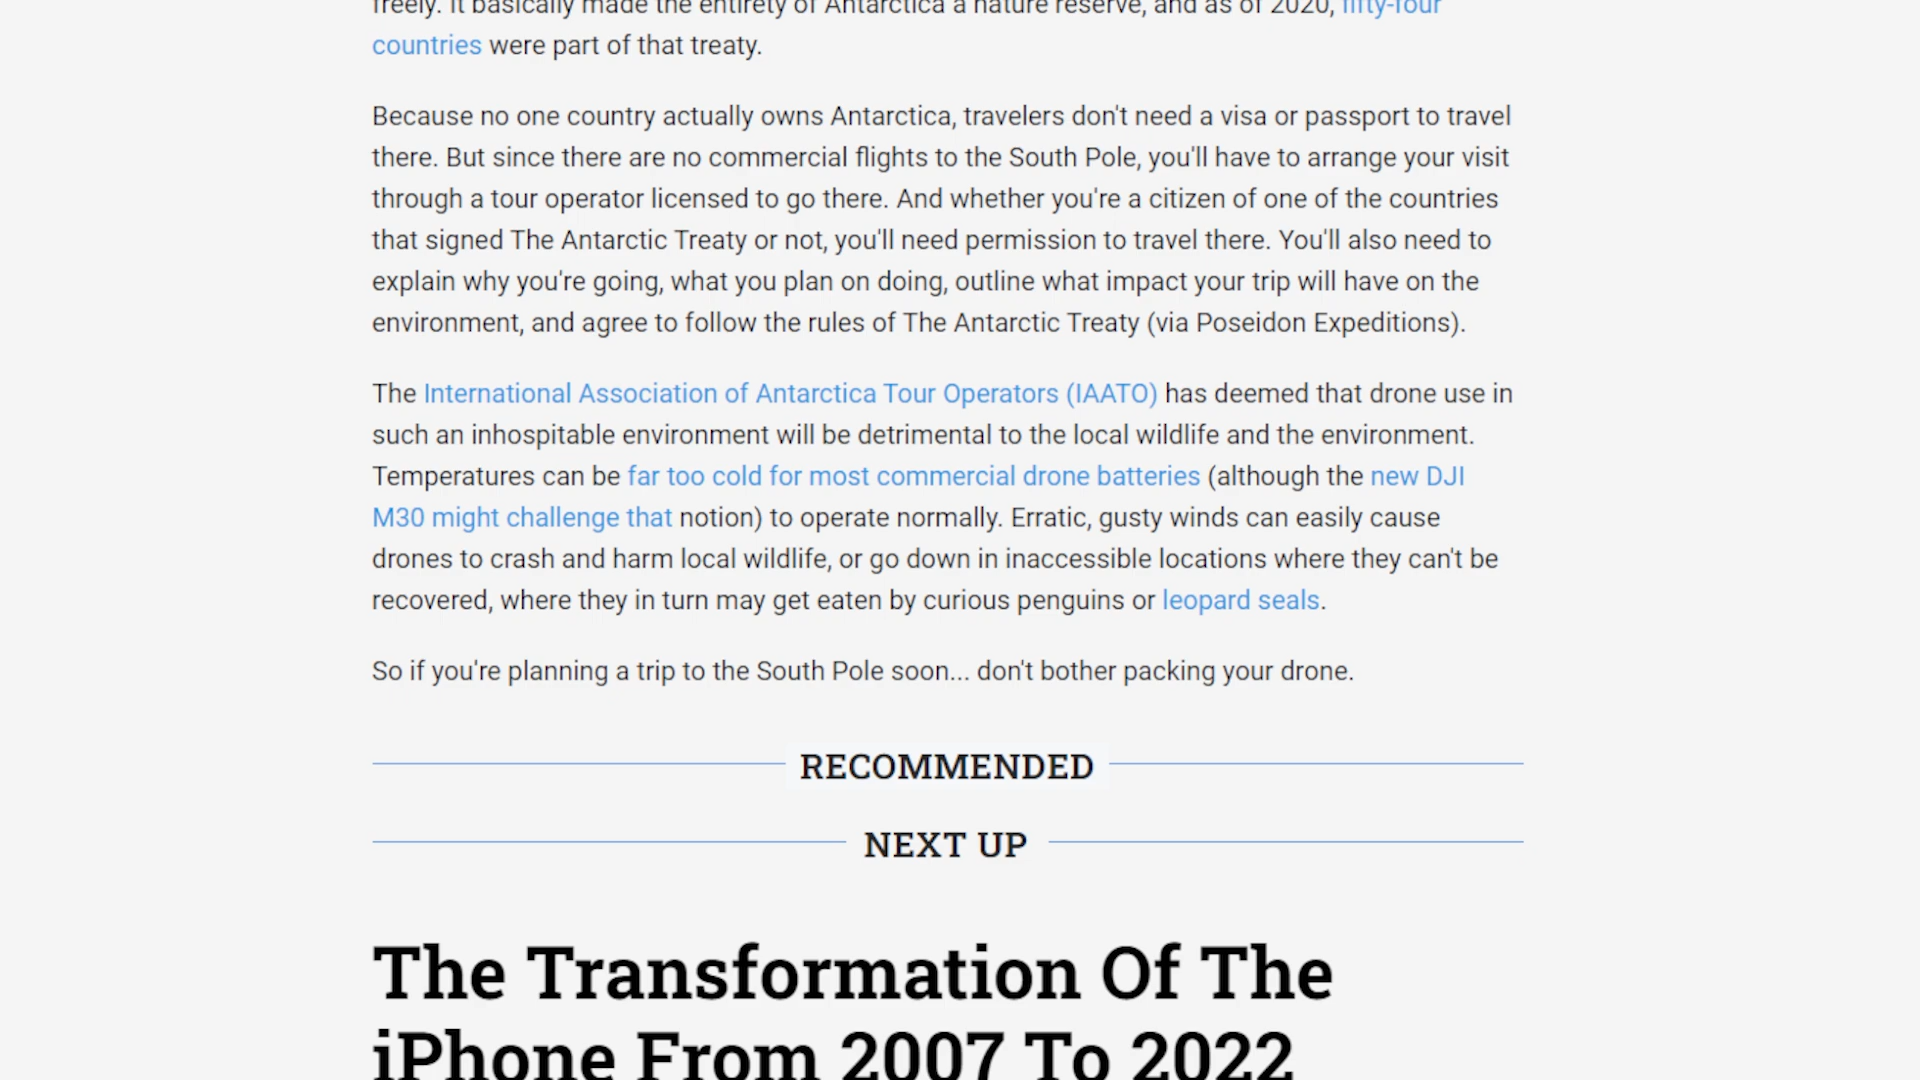 freely. It basically made the entirety of Antarctica a nature reserve, and as of 2020, fifty-four
countries were part of that treaty.
Because no one country actually owns Antarctica, travelers don't need a visa or passport to travel
there. But since there are no commercial flights to the South Pole, you'll have to arrange your visit
through a tour operator licensed to go there. And whether you're a citizen of one of the countries
that signed The Antarctic Treaty or not, you'll need permission to travel there. You'll also need to
explain why you're going, what you plan on doing, outline what impact your trip will have on the
environment, and agree to follow the rules of The Antarctic Treaty (via Poseidon Expeditions).
The International Association of Antarctica Tour Operators (IAATO) has deemed that drone use in
such an inhospitable environment will be detrimental to the local wildlife and the environment.
Temperatures can be far too cold for most commercial drone batteries (although the new DJI
M30 might challenge that notion) to operate normally. Erratic, gusty winds can easily cause
drones to crash and harm local wildlife, or go down in inaccessible locations where they can't be
recovered, where they in turn may get eaten by curious penguins or leopard seals.
So if you're planning a trip to the South Pole soon... don't bother packing your drone.
RECOMMENDED
NEXT UP
The Transformation Of The
iPhone From 2007 To 2022